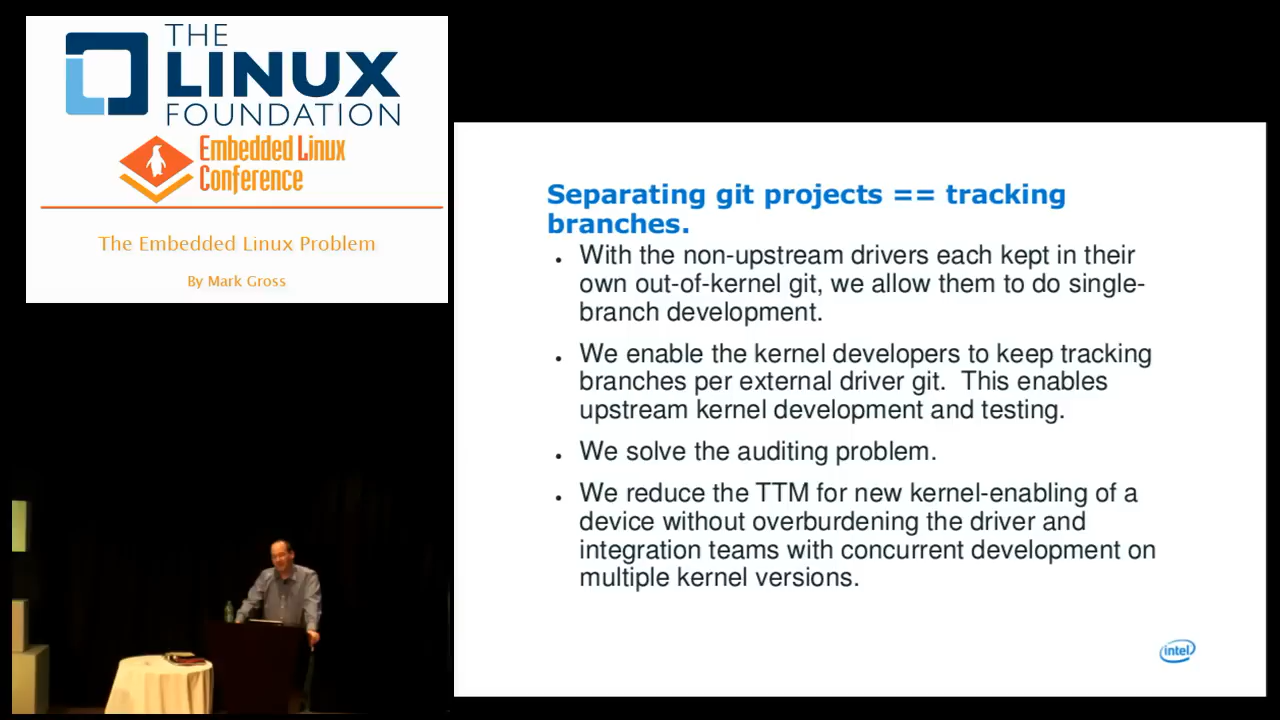 THE
LINUX
FOUNDATION
Embedded Linux
Conference
The Embedded Linux Problem
By Mark Gross
Separating git projects == tracking
branches.
• With the non-upstream drivers each kept in their
own out-of-kernel git, we allow them to do single-
branch development.
• We enable the kernel developers to keep tracking
branches per external driver git.  This enables
upstream kernel development and testing.
• We solve the auditing problem.
• We reduce the TTM for new kernel-enabling of a
device without overburdening the driver and
integration teams with concurrent development on
multiple kernel versions.
intel